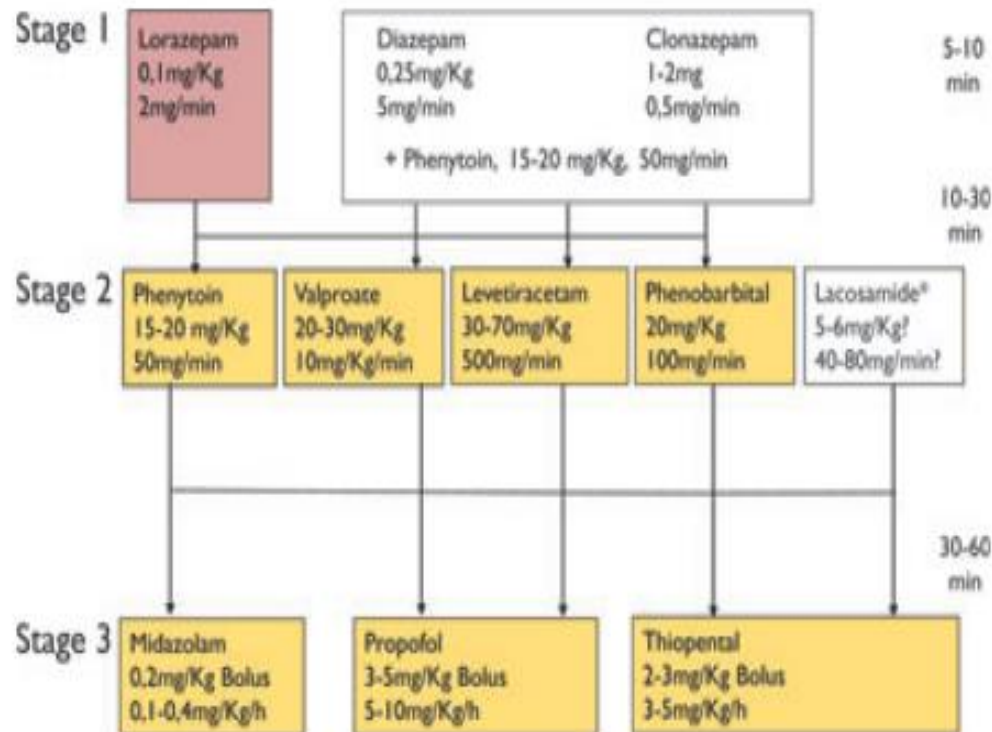 Stage 1
Lorazepam
0,1mg/Kg
2mg/min
Diazepam
0,25mg/Kg
5mg/min
Clonazepam
1-2mg
0,5mg/min
+ Phenytoin, 15-20 mg/Kg, 50mg/min
5-10
min
10-30
min
Stage 2
Phenytoin
15-20 mg/Kg
50mg/min
Valproate
20-30mg/Kg
10mg/Kg/min
Levetiracetam
30-70mg/Kg
500mg/min
Phenobarbital
20mg/Kg
100mg/min
Lacosamide*
5-6mg/Kg?
40-80mg/min?
30-60
min
Stage 3
Midazolam
0,2mg/Kg Bolus
0,1-0,4mg/Kg/h
Propofol
3-5mg/Kg Bolus
5-10mg/Kg/h
Thiopental
2-3mg/Kg Bolus
3-5mg/Kg/h